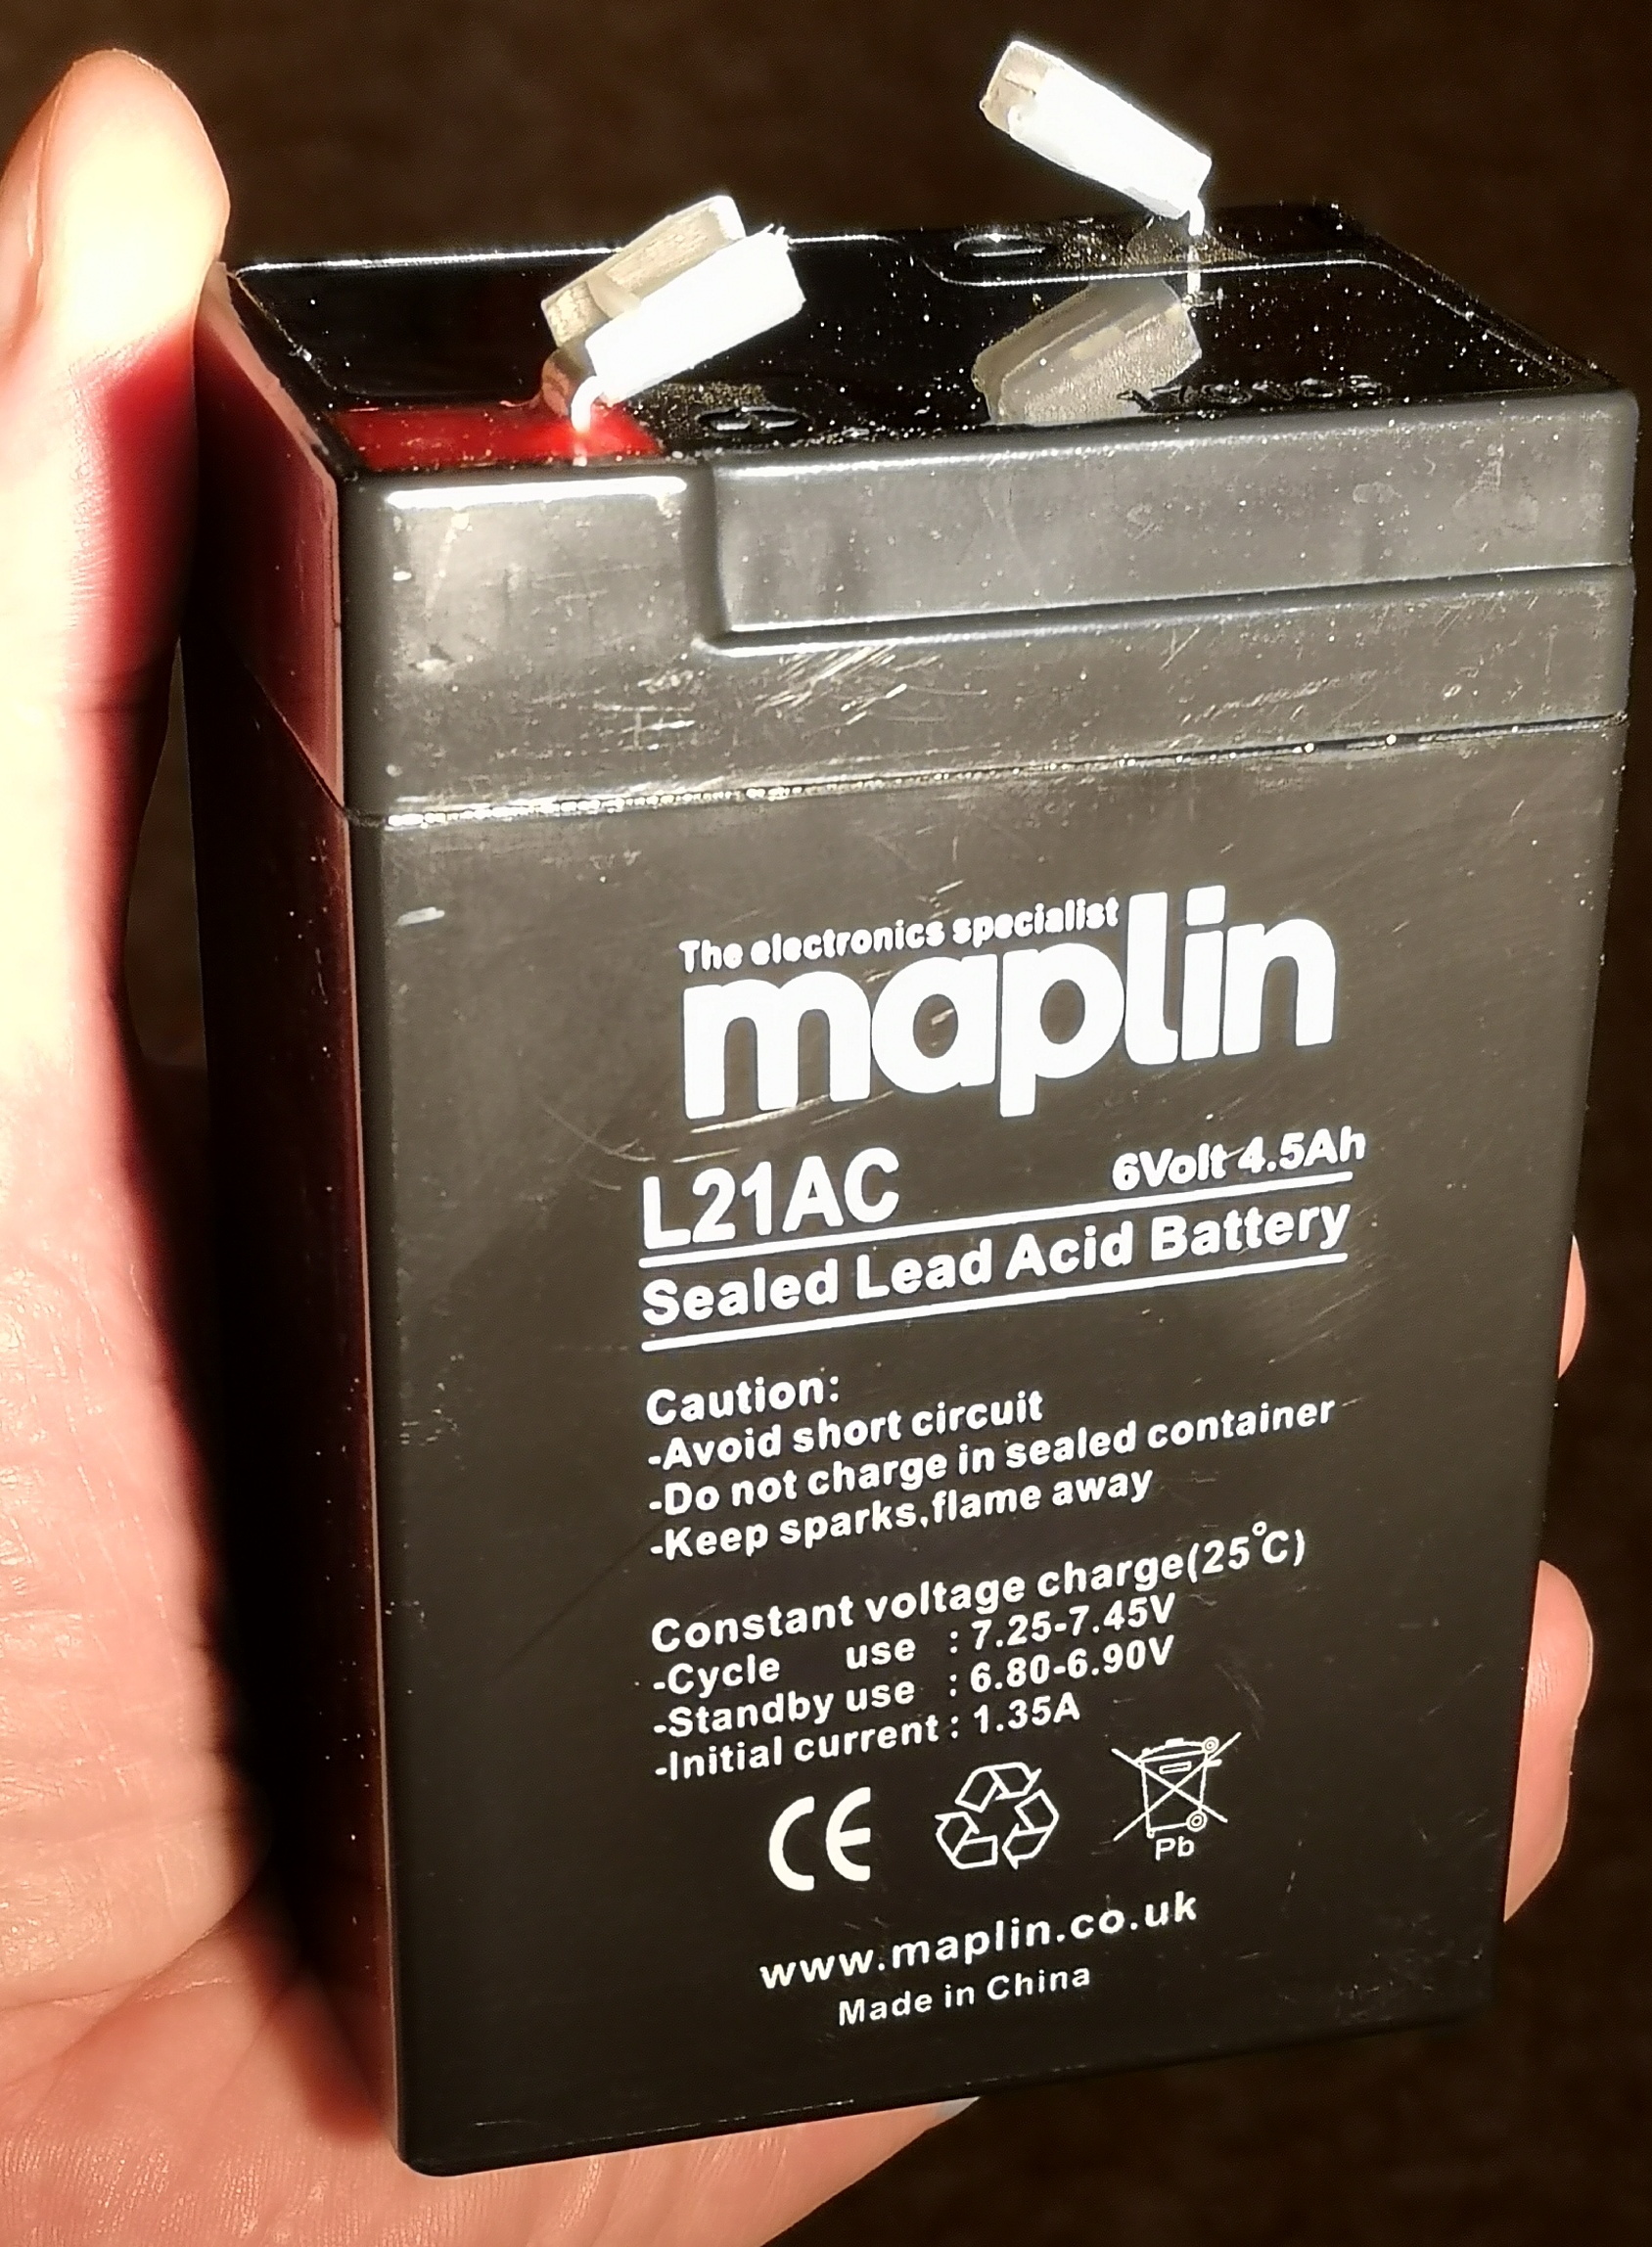 The electronics specialist
maplin
L21AC 6Volt 4.5Ah
Sealed Lead Acid Battery
Caution:
-Avoid short circuit
-Do not charge in sealed container
-Keep sparks,flame away
Constant voltage charge(25°C)
-Cycle use : 7.25-7.45V
-Standby use : 6.80-6.90V
-Initial current : 1.35A
CE
Pb
www.maplin.co.uk
Made in China